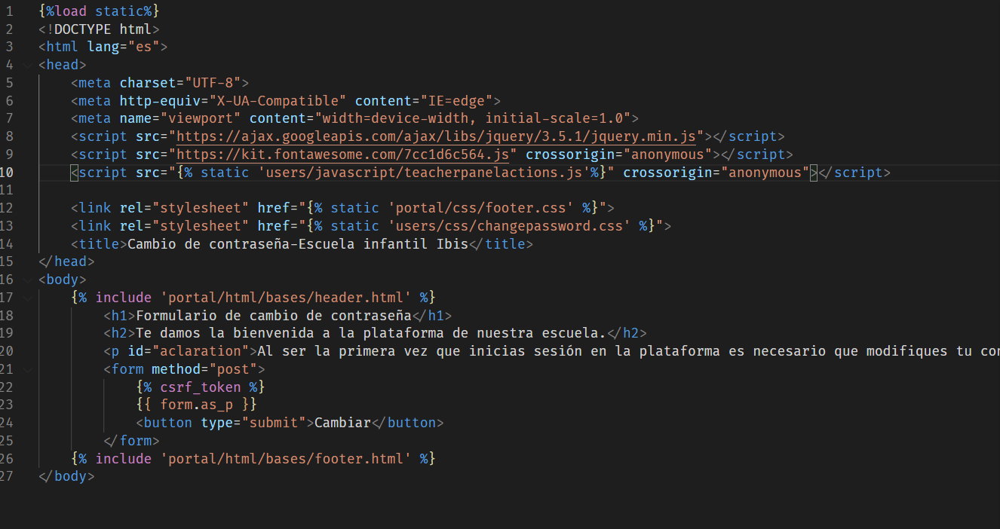 1 {%load static%}
2 <!DOCTYPE html>
3 <html lang="es">
4 <head>
5 <meta charset="UTF-8">
6 <meta http-equiv="X-UA-Compatible" content="IE=edge">
7 <meta name="viewport" content="width=device-width, initial-scale=1.0">
8 <script src="https://ajax.googleapis.com/ajax/libs/jquery/3.5.1/jquery.min.js"></script>
9 <script src="https://kit.fontawesome.com/7cc1d6c564.js" crossorigin="anonymous"></script>
10 <script src="{% static 'users/javascript/teacherpanelactions.js'%}" crossorigin="anonymous"></script>
11
12 <link rel="stylesheet" href="{% static 'portal/css/footer.css' %}">
13 <link rel="stylesheet" href="{% static 'users/css/changepassword.css' %}">
14 <title>Cambio de contraseña-Escuela infantil Ibis</title>
15 </head>
16 <body>
17 {% include 'portal/html/bases/header.html' %}
18 <h1>Formulario de cambio de contraseña</h1>
19 <h2>Te damos la bienvenida a la plataforma de nuestra escuela.</h2>
20 <p id="aclaration">Al ser la primera vez que inicias sesión en la plataforma es necesario que modifiques tu
21 <form method="post">
22 {% csrf_token %}
23 {{ form.as_p }}
24 <button type="submit">Cambiar</button>
25 </form>
26 {% include 'portal/html/bases/footer.html' %}
27 </body>